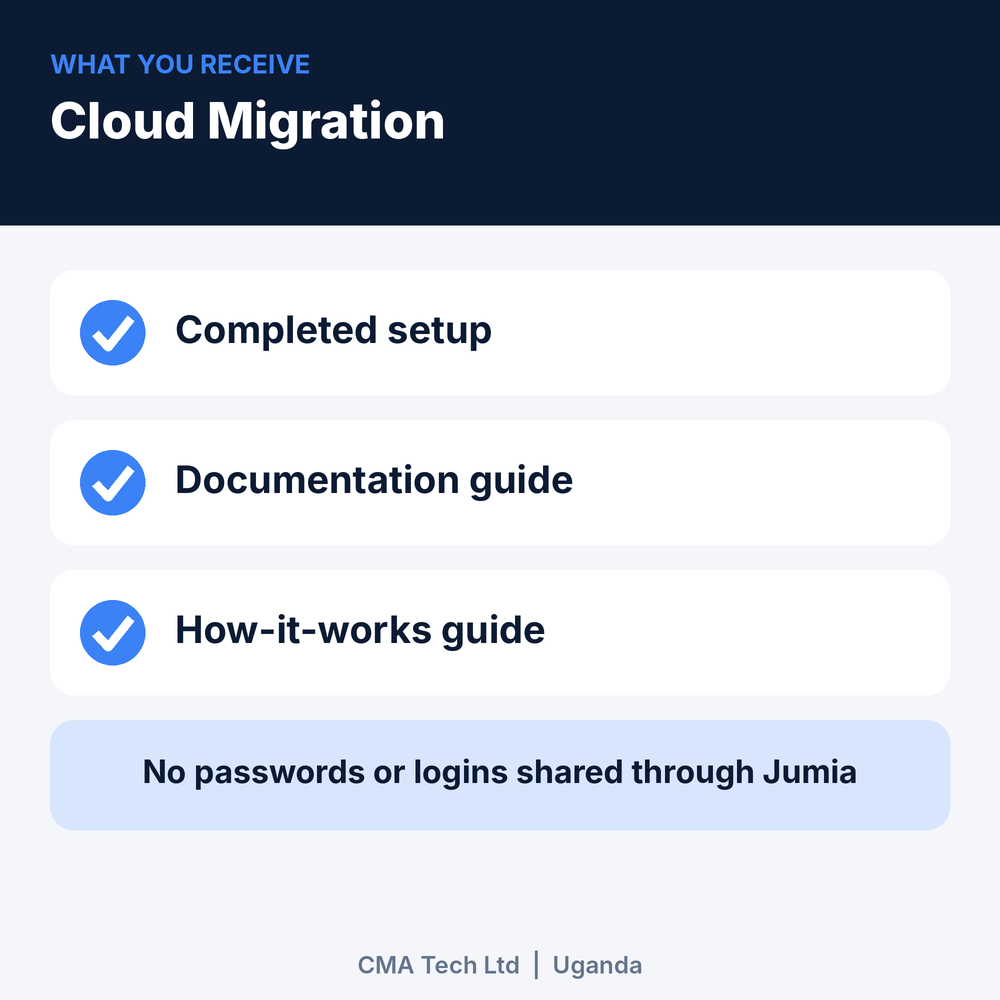 WHAT YOU RECEIVE
Cloud Migration
Completed setup
Documentation guide
How-it-works guide
No passwords or logins shared through Jumia
CMA Tech Ltd | Uganda